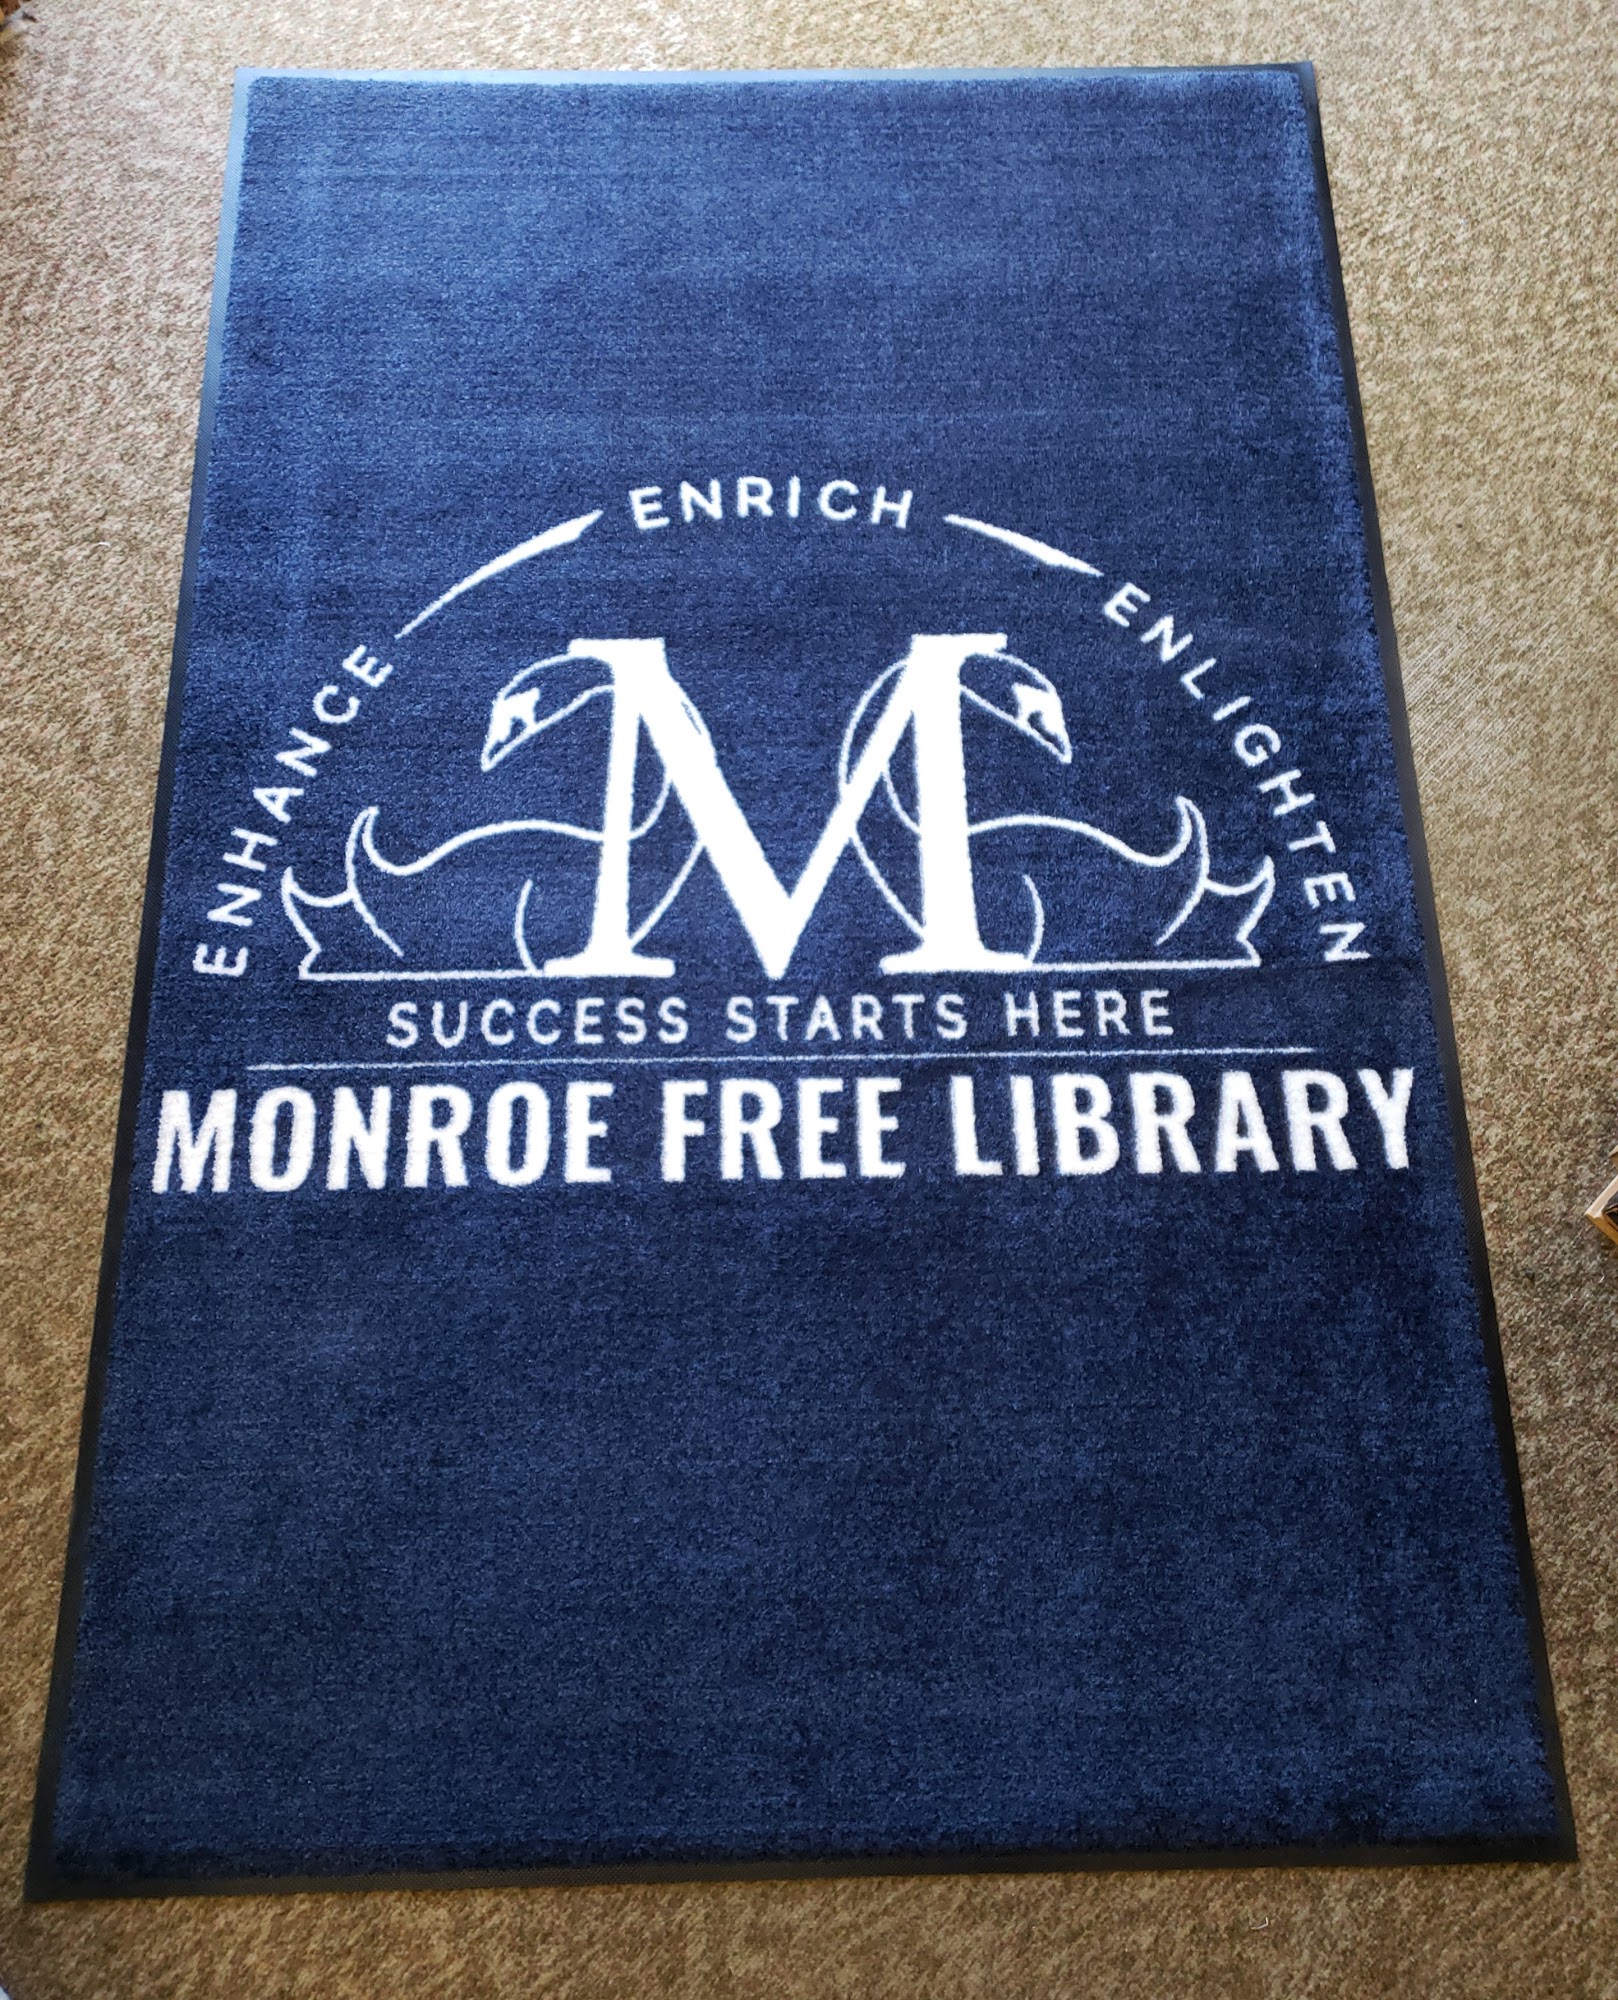 ENHANCE
ENRICH
ENLIGHTEN
M
SUCCESS STARTS HERE
MONROE FREE LIBRARY